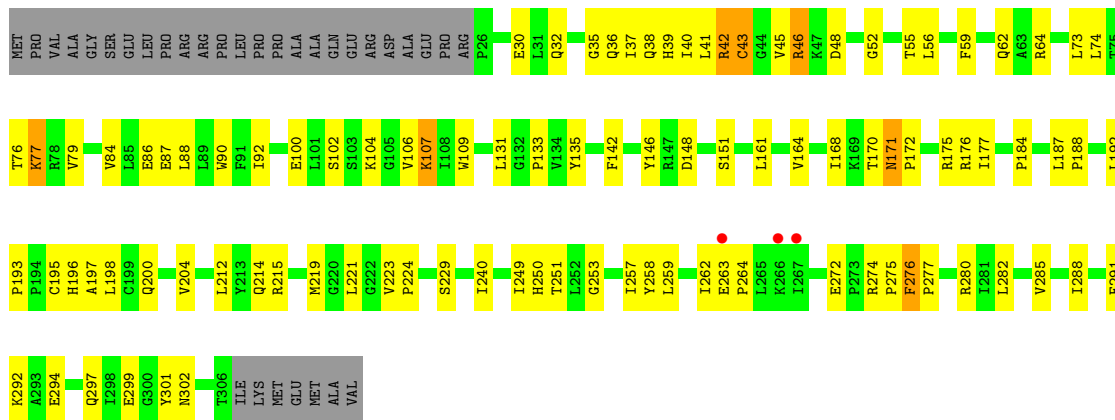 MET PRO VAL ALA GLY SER GLU LEU PRO ARG ARG PRO LEU PRO PRO ALA ALA GLN GLU ARG ASP ALA GLU PRO ARG P26 E30 L31 Q32 G35 Q36 I37 Q38 H39 I40 L41 R42 C43 G44 V45 R46 K47 D48 G52 T55 L56 F59 Q62 A63 R64 L73 L74 T75
T76 K77 R78 V79 V84 L85 E86 E87 L88 L89 W90 F91 I92 E100 L101 S102 S103 K104 G105 V106 K107 I108 W109 L131 G132 P133 V134 Y135 F142 Y146 R147 D148 S151 L161 V164 I168 K169 T170 N171 P172 R175 R176 I177 P184 L187 P188 L192
P193 P194 C195 H196 A197 L198 C199 Q200 V204 L212 Y213 Q214 R215 M219 G220 L221 G222 V223 P224 S229 I240 I249 H250 T251 L252 G253 I257 Y258 L259 I262 E263 P264 L265 K266 I267 E272 P273 R274 P275 F276 P277 R280 I281 L282 V285 I288 E291
K292 A293 E294 Q297 I298 E299 G300 Y301 N302 T306 ILE LYS MET GLU MET ALA VAL